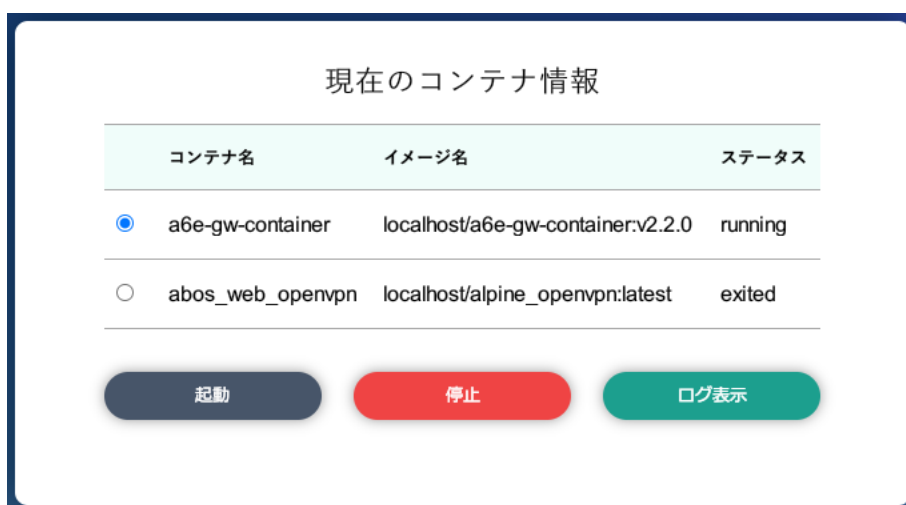 現在のコンテナ情報
コンテナ名 イメージ名 ステータス
a6e-gw-container localhost/a6e-gw-container:v2.2.0 running
abos_web_openvpn localhost/alpine_openvpn:latest exited
起動 停止 ログ表示